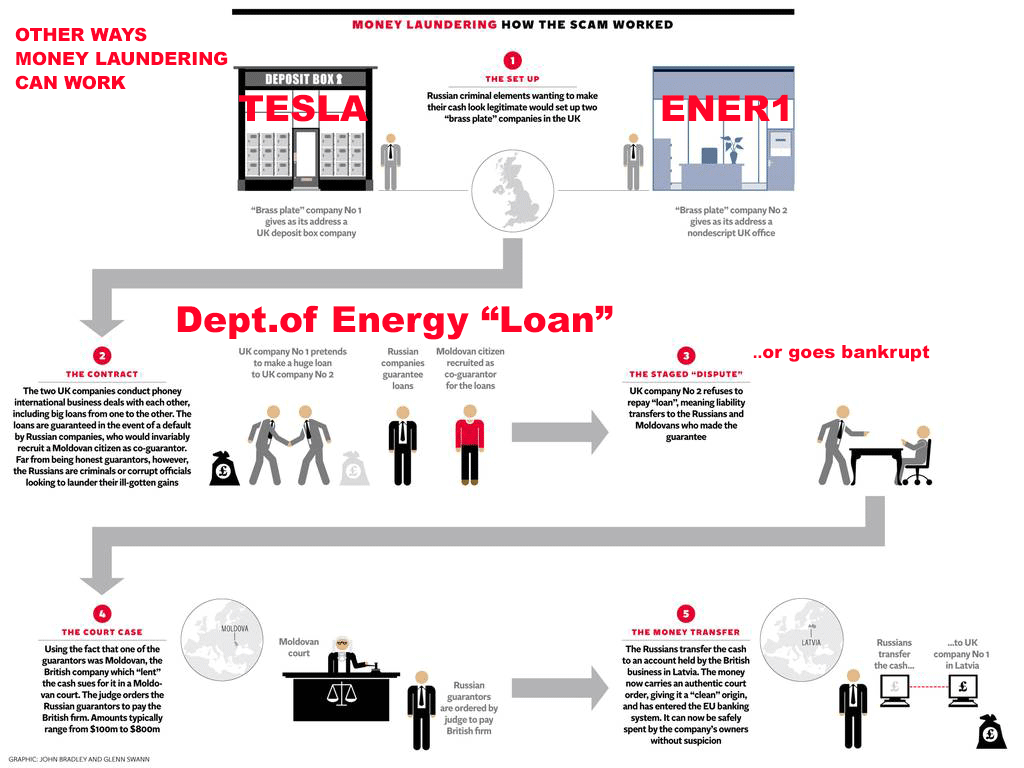 MONEY LAUNDERING HOW THE SCAM WORKED
OTHER WAYS
MONEY LAUNDERING
CAN WORK
1
THE SET UP
Russian criminal elements wanting to make
their cash look legitimate would set up two
“brass plate” companies in the UK
DEPOSIT BOX
TESLA
ENER1
“Brass plate” company No 1
gives as its address a
UK deposit box company
“Brass plate” company No 2
gives as its address a
nondescript UK office
Dept.of Energy “Loan”
..or goes bankrupt
2
THE CONTRACT
The two UK companies conduct phoney
international business deals with each other,
including big loans from one to the other. The
loans are guaranteed in the event of a default
by Russian companies, who would invariably
recruit a Moldovan citizen as co-guarantor.
Far from being honest guarantors, however,
the Russians are criminals or corrupt officials
looking to launder their ill-gotten gains
UK company No 1 pretends
to make a huge loan
to UK company No 2
Russian
companies
guarantee
loans
Moldovan citizen
recruited as
co-guarantor
for the loans
£
£
3
THE STAGED “DISPUTE”
UK company No 2 refuses to
repay “loan”, meaning liability
transfers to the Russians and
Moldovans who made the
guarantee
4
THE COURT CASE
Using the fact that one of the
guarantors was Moldovan, the
British company which “lent”
the cash sues for it in a Moldo-
van court. The judge orders the
Russian guarantors to pay the
British firm. Amounts typically
range from $100m to $800m
MOLDOVA
Moldovan
court
Russian
guarantors
are ordered by
judge to pay
British firm
5
THE MONEY TRANSFER
The Russians transfer the cash
to an account held by the British
business in Latvia. The money
now carries an authentic court
order, giving it a “clean” origin,
and has entered the EU banking
system. It can now be safely
spent by the company’s owners
without suspicion
LATVIA
Russians
transfer
the cash...
...to UK
company No 1
in Latvia
£
£
£
GRAPHIC: JOHN BRADLEY AND GLENN SWANN